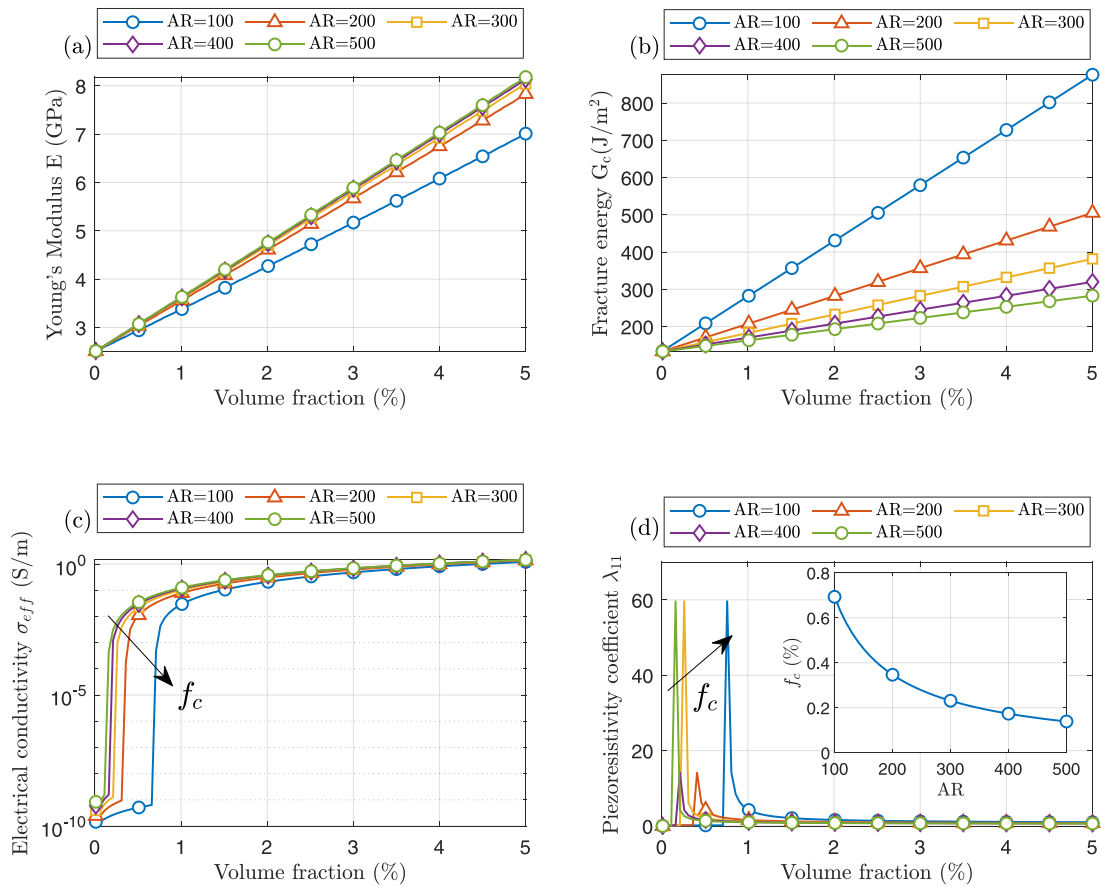 AR=100 AR=200 AR=300
(a) AR=400 AR=500
8
7
6
5
4
3
0 1 2 3 4 5
Young's Modulus E (GPa)
Volume fraction (%)
AR=100 AR=200 AR=300
(b) AR=400 AR=500
800
700
600
500
400
300
200
0 1 2 3 4 5
Fracture energy G_c(J/m²)
Volume fraction (%)
AR=100 AR=200 AR=300
(c) AR=400 AR=500
10⁰
10⁻⁵
10⁻¹⁰
f_c
0 1 2 3 4 5
Electrical conductivity σ_eff (S/m)
Volume fraction (%)
AR=100 AR=200 AR=300
(d) AR=400 AR=500
60
40
20
0
f_c
0 1 2 3 4 5
Piezoresistivity coefficient λ₁₁
Volume fraction (%)
0.8
0.6
0.4
0.2
0
100 200 300 400 500
f_c (%)
AR